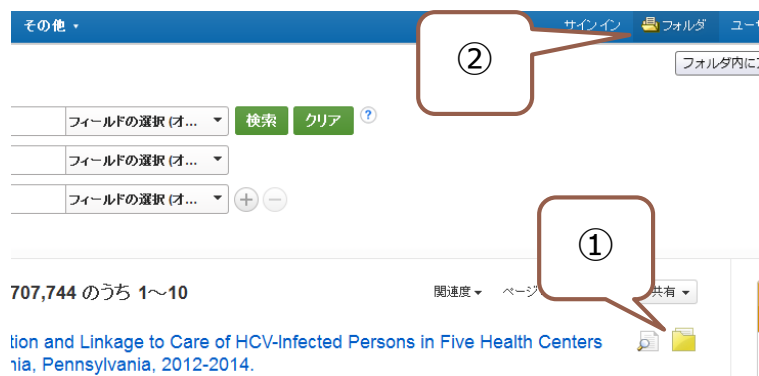 その他
サインイン フォルダ ユーザ
②
フォルダ内に
フィールドの選択 (オ... 検索 クリア ?
フィールドの選択 (オ...
フィールドの選択 (オ...
①
707,744 のうち 1～10 関連度 ページ 共有
tion and Linkage to Care of HCV-Infected Persons in Five Health Centers
nia, Pennsylvania, 2012-2014.